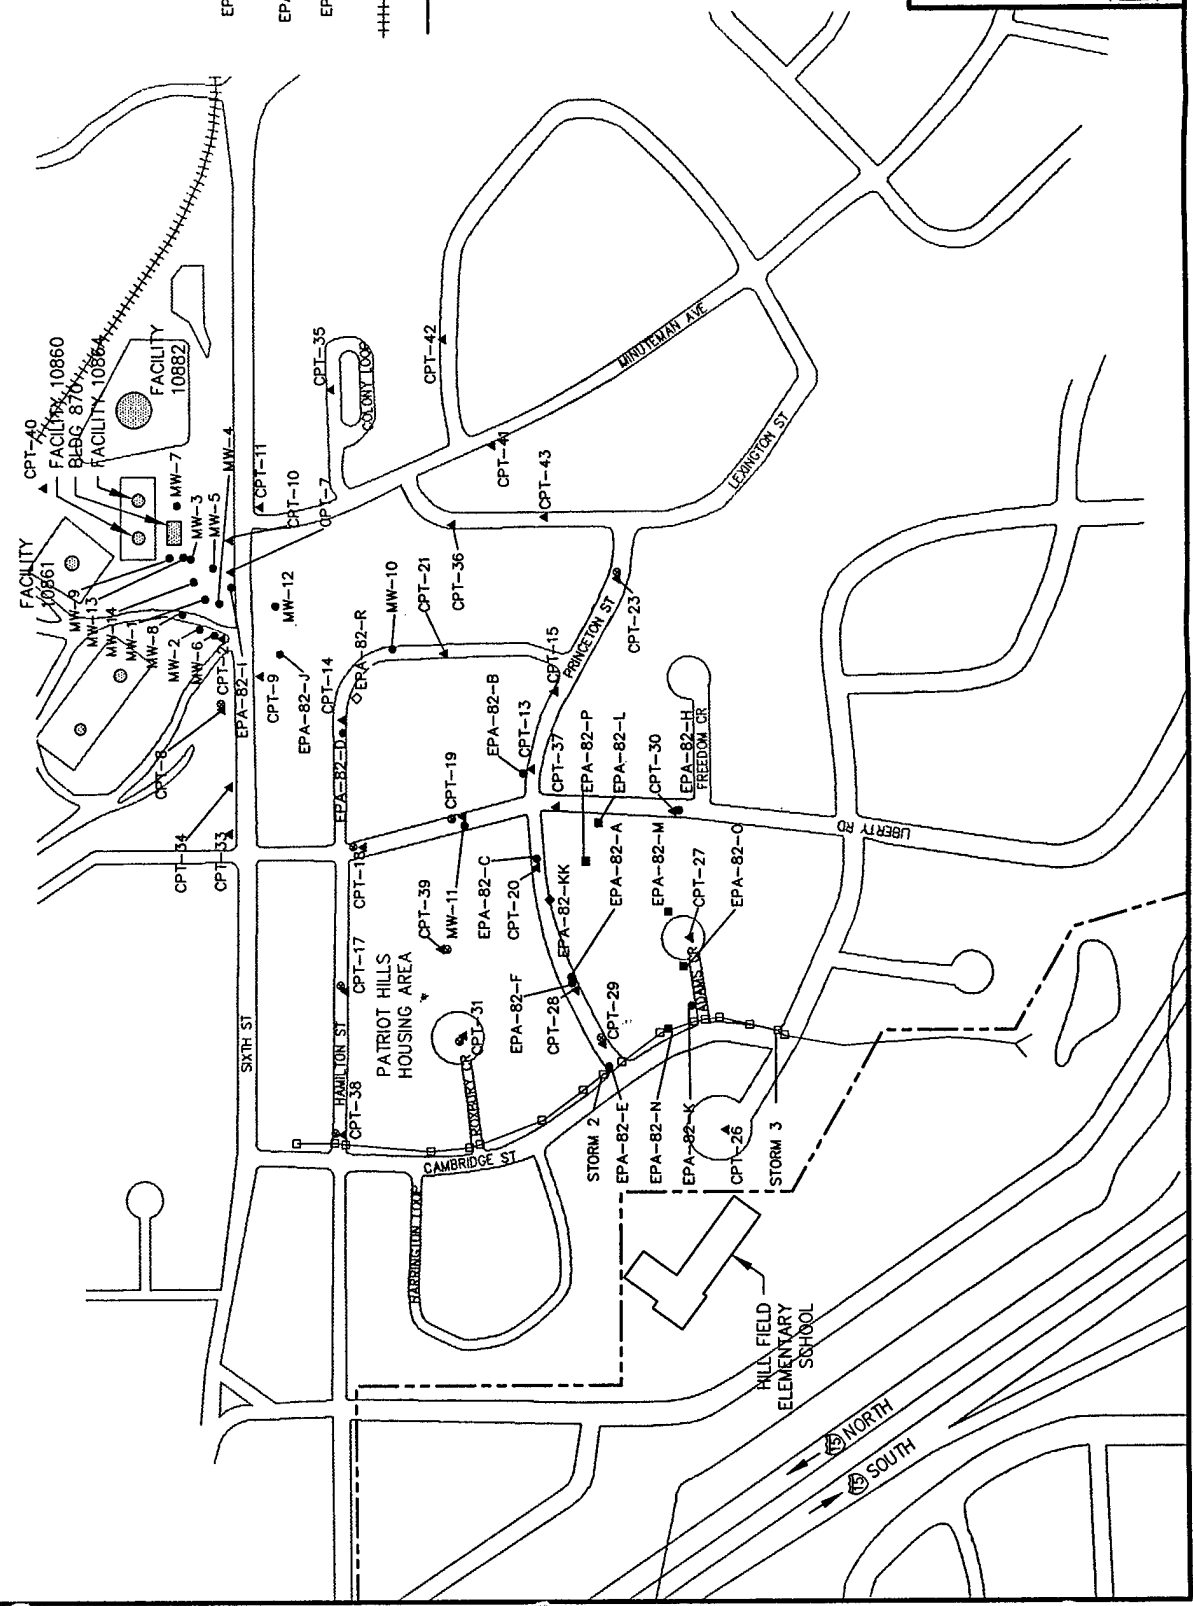 EP
EPA
EP
CPT-40
FACILITY 10860
BLDG 870
FACILITY 10864
FACILITY
10882
FACILITY
10861
MW-7
MW-3
MW-5
MW-4
MW-9
MW-13
MW-14
MW-1
MW-8
MW-2
MW-6
CPT-11
CPT-10
CPT-7
CPT-35
COLONY LOOP
CPT-42
MINUTEMAN AVE
CPT-41
CPT-43
LEXINGTON ST
MW-12
EPA-82-I
CPT-9
EPA-82-J
CPT-14
EPA-82-R
MW-10
CPT-21
CPT-36
CPT-23
PRINCETON ST
CPT-15
CPT-8
CPT-34
CPT-33
EPA-82-D
EPA-82-B
CPT-13
CPT-37
EPA-82-P
EPA-82-L
CPT-30
EPA-82-H
FREEDOM CR
LIBERTY RD
CPT-19
CPT-18
CPT-39
MW-11
EPA-82-C
CPT-20
EPA-82-KK
EPA-82-A
EPA-82-M
CPT-27
EPA-82-O
CPT-17
PATRIOT HILLS
HOUSING AREA
EPA-82-F
CPT-28
CPT-29
ADAMS CR
SIXTH ST
HAMILTON ST
CPT-38
CPT-31
ROXBURY CR
CAMBRIDGE ST
STORM 2
EPA-82-E
EPA-82-N
EPA-82-K
CPT-26
STORM 3
HARRINGTON LOOP
HILL FIELD
ELEMENTARY
SCHOOL
15 NORTH
15 SOUTH